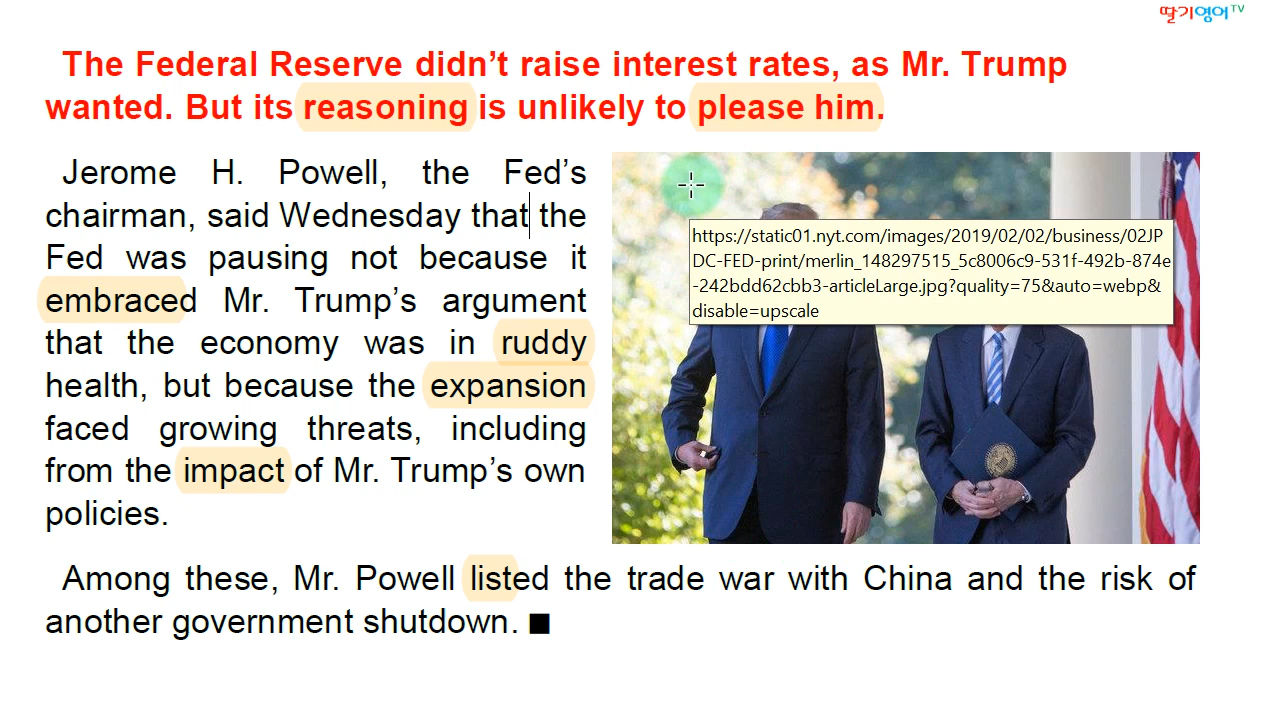 딸기영어TV
The Federal Reserve didn’t raise interest rates, as Mr. Trump
wanted. But its reasoning is unlikely to please him.
Jerome H. Powell, the Fed’s
chairman, said Wednesday that the
Fed was pausing not because it
embraced Mr. Trump’s argument
that the economy was in ruddy
health, but because the expansion
faced growing threats, including
from the impact of Mr. Trump’s own
policies.
https://static01.nyt.com/images/2019/02/02/business/02JP
DC-FED-print/merlin_148297515_5c8006c9-531f-492b-874e
-242bdd62cbb3-articleLarge.jpg?quality=75&auto=webp&
disable=upscale
Among these, Mr. Powell listed the trade war with China and the risk of
another government shutdown. ■